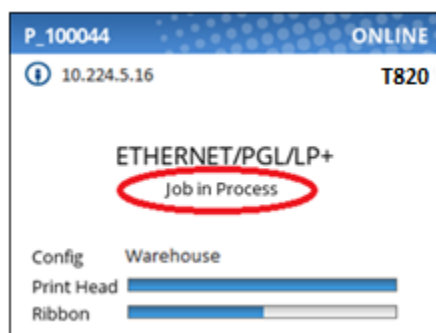 P_100044 ONLINE
10.224.5.16 T820
ETHERNET/PGL/LP+
Job in Process
Config Warehouse
Print Head
Ribbon